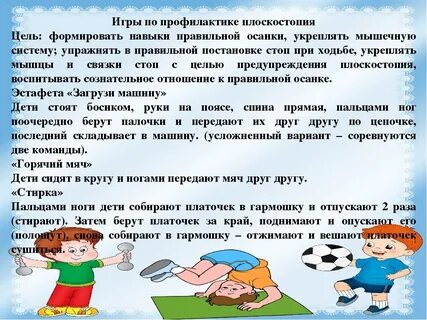 Игры по профилактике плоскостопия
Цель: формировать навыки правильной осанки, укреплять мышечную
систему; упражнять в правильной постановке стоп при ходьбе, укреплять
мышцы и связки стоп с целью предупреждения плоскостопия,
воспитывать сознательное отношение к правильной осанке.
Эстафета «Загрузи машину»
Дети стоят босиком, руки на поясе, спина прямая, пальцами ног
поочередно берут палочки и передают их друг другу по цепочке,
последний складывает в машину. (усложненный вариант – соревнуются
две команды).
«Горячий мяч»
Дети сидят в кругу и ногами передают мяч друг другу.
«Стирка»
Пальцами ноги дети собирают платочек в гармошку и отпускают 2 раза
(стирают). Затем берут платочек за край, поднимают и опускают его
(полощут), снова собирают в гармошку – отжимают и вешают платочек
сушиться.